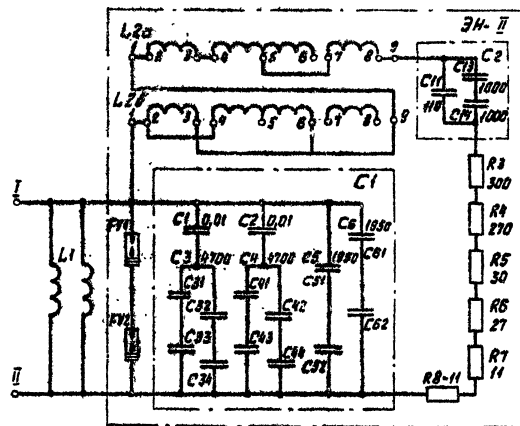 ЭН-II
L2а
2 3 4 5 6 7 8 9
C2
C11
110
C13
1000
C14
1000
L2б
2 3 4 5 6 7 8 9
C1
I
C1 0,01
C2 0,01
C6 1950
C61
FV1
L1
C3 4700
C4 4700
C5 1950
C51
C31
C32
C41
C42
C62
FV2
C33
C34
C43
C44
C52
II
R3
300
R4
270
R5
30
R6
27
R7
11
R8-11